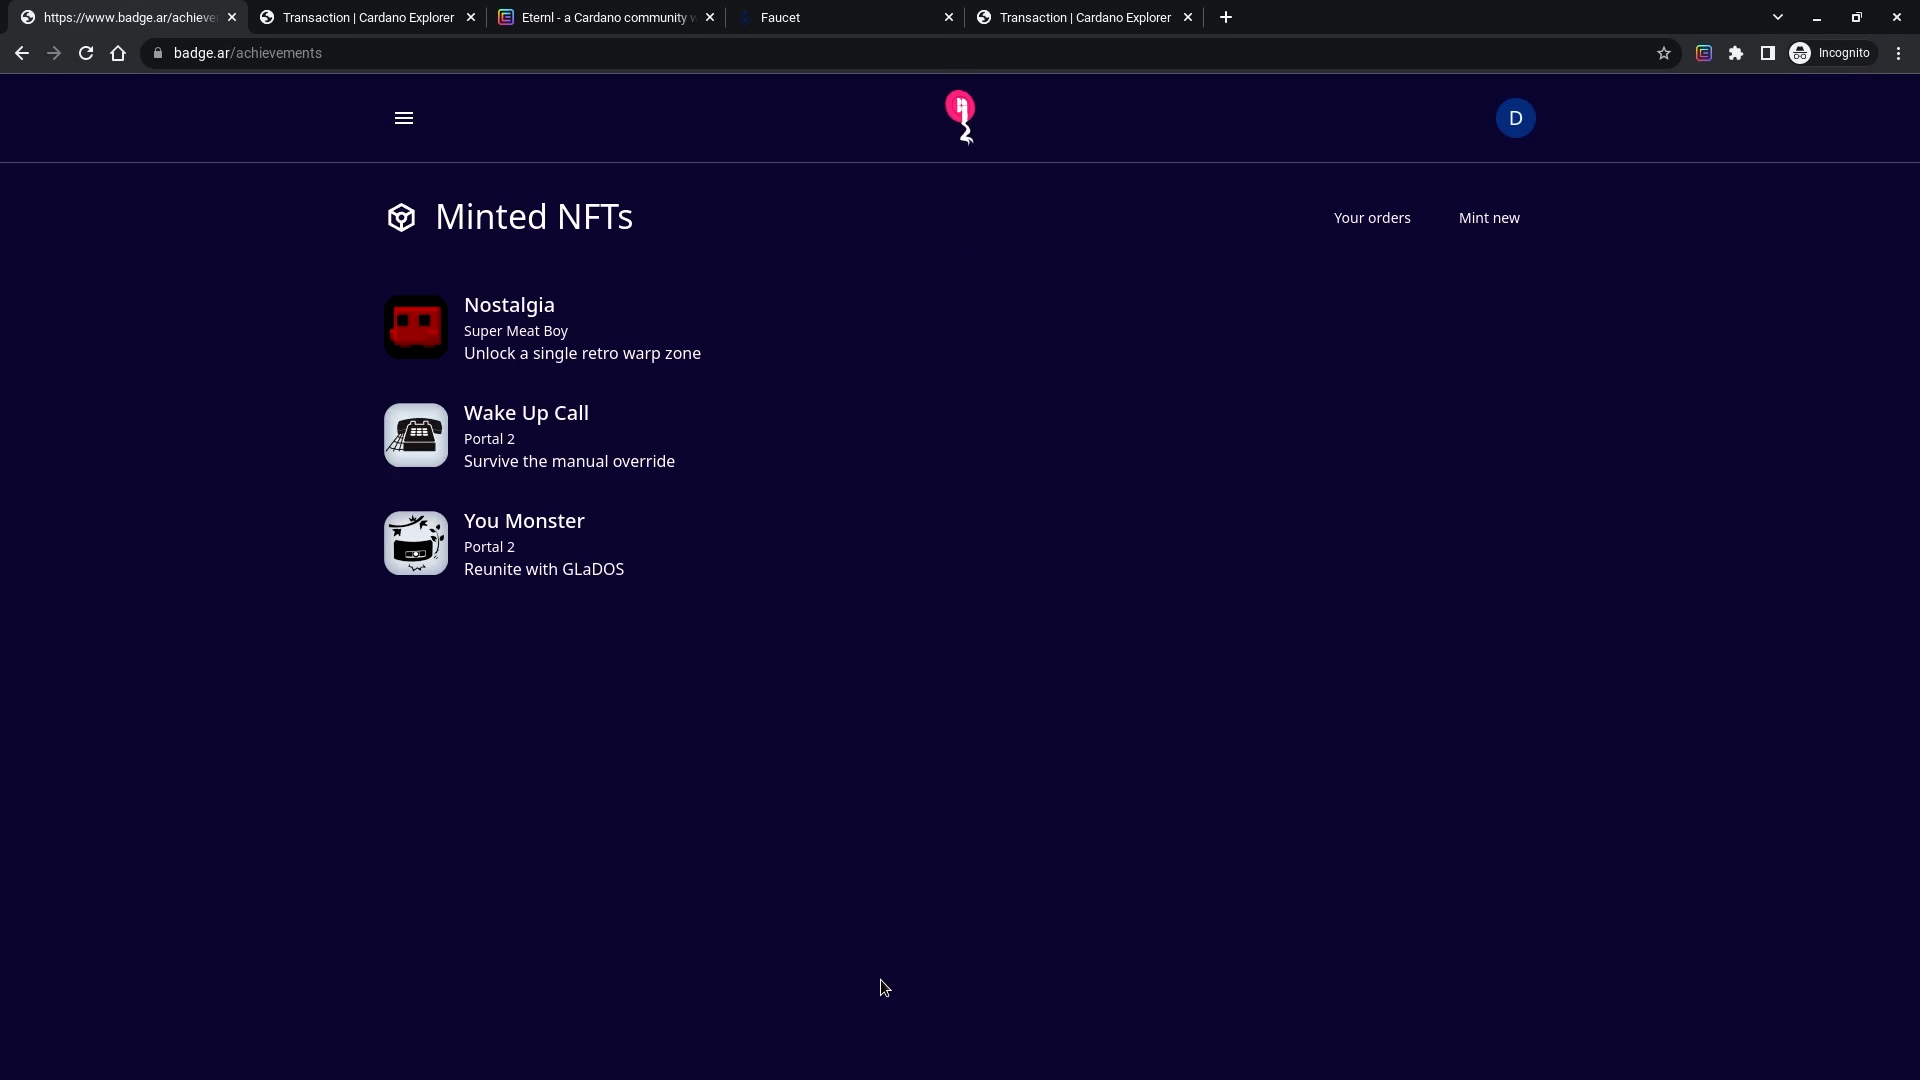 https://www.badge.ar/achieve
Transaction | Cardano Explorer
Eternl - a Cardano community
Faucet
Transaction | Cardano Explorer
badge.ar/achievements
Incognito
D
Minted NFTs
Your orders
Mint new
Nostalgia
Super Meat Boy
Unlock a single retro warp zone
Wake Up Call
Portal 2
Survive the manual override
You Monster
Portal 2
Reunite with GLaDOS